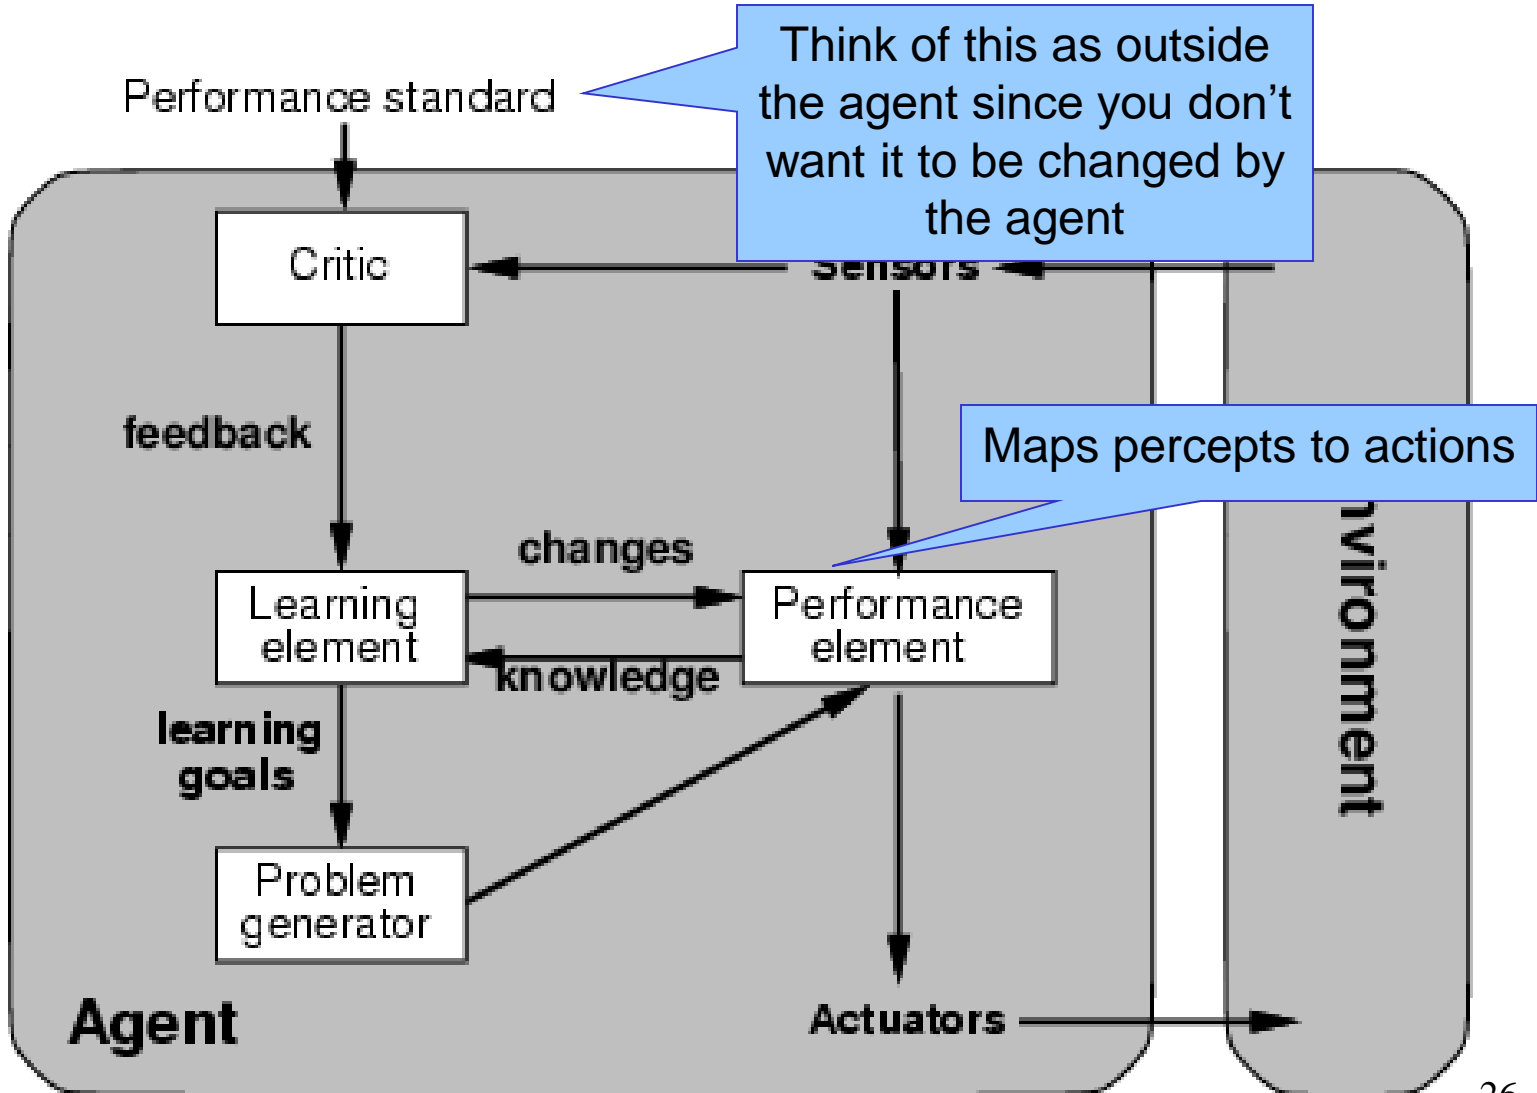 Think of this as outside
the agent since you don't
want it to be changed by
the agent
Performance standard
Critic
Sensors
feedback
Maps percepts to actions
changes
Learning
element
Performance
element
knowledge
learning
goals
Problem
generator
nvironment
Agent
Actuators